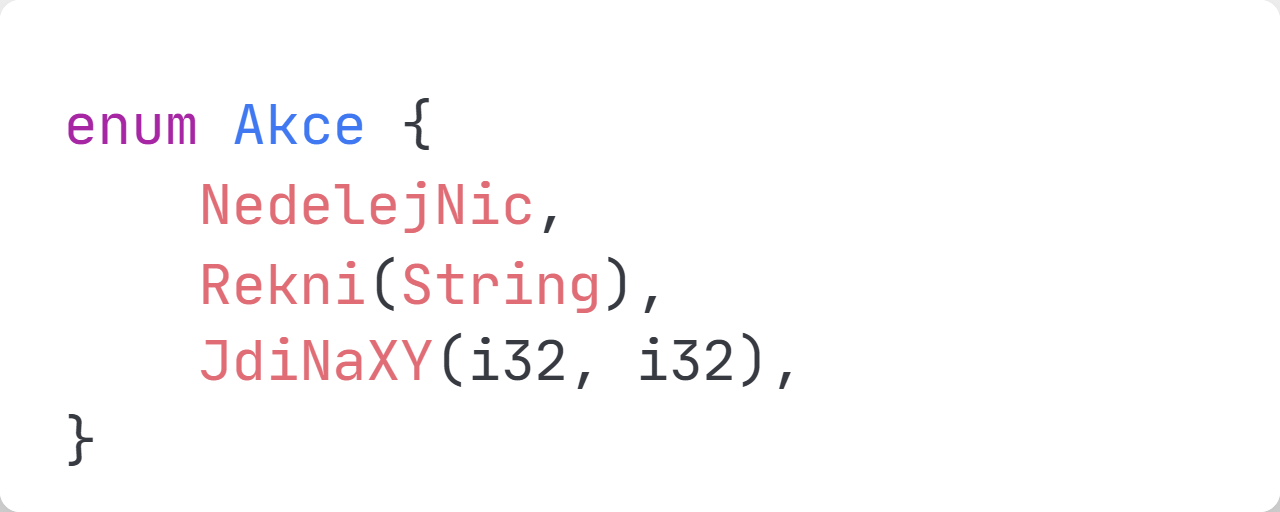 enum Akce {
    NedelejNic,
    Rekni(String),
    JdiNaXY(i32, i32),
}